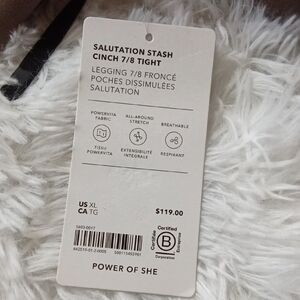 SALUTATION STASH
CINCH 7/8 TIGHT
LEGGING 7/8 FRONCÉ
POCHES DISSIMULÉES
SALUTATION
POWERVITA
FABRIC
ALL-AROUND
STRETCH
BREATHABLE
TISSU
POWERVITA
EXTENSIBILITÉ
INTÉGRALE
RESPIRANT
US XL
CA TG
$119.00
Certified
B
Corporation
POWER OF SHE